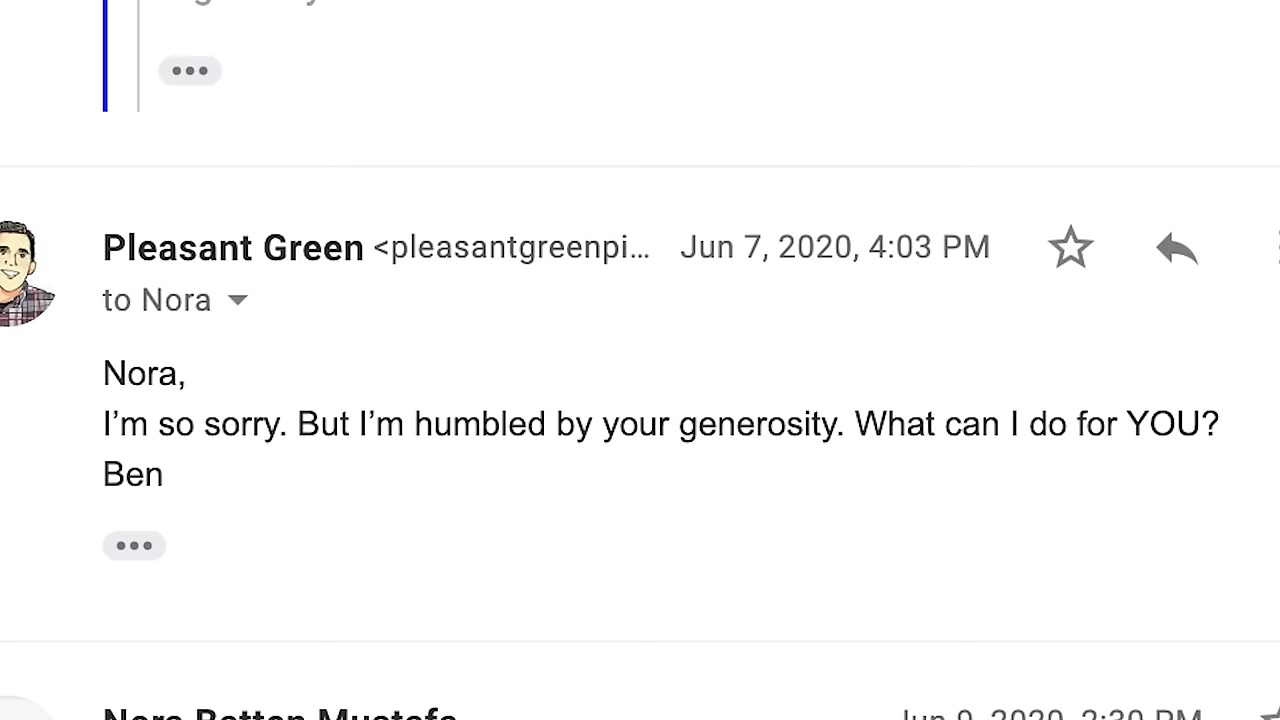 Pleasant Green <pleasantgreenpi... Jun 7, 2020, 4:03 PM
to Nora
Nora,
I’m so sorry. But I’m humbled by your generosity. What can I do for YOU?
Ben
Nora Batten Mustafa Jun 9, 2020, 2:30 PM